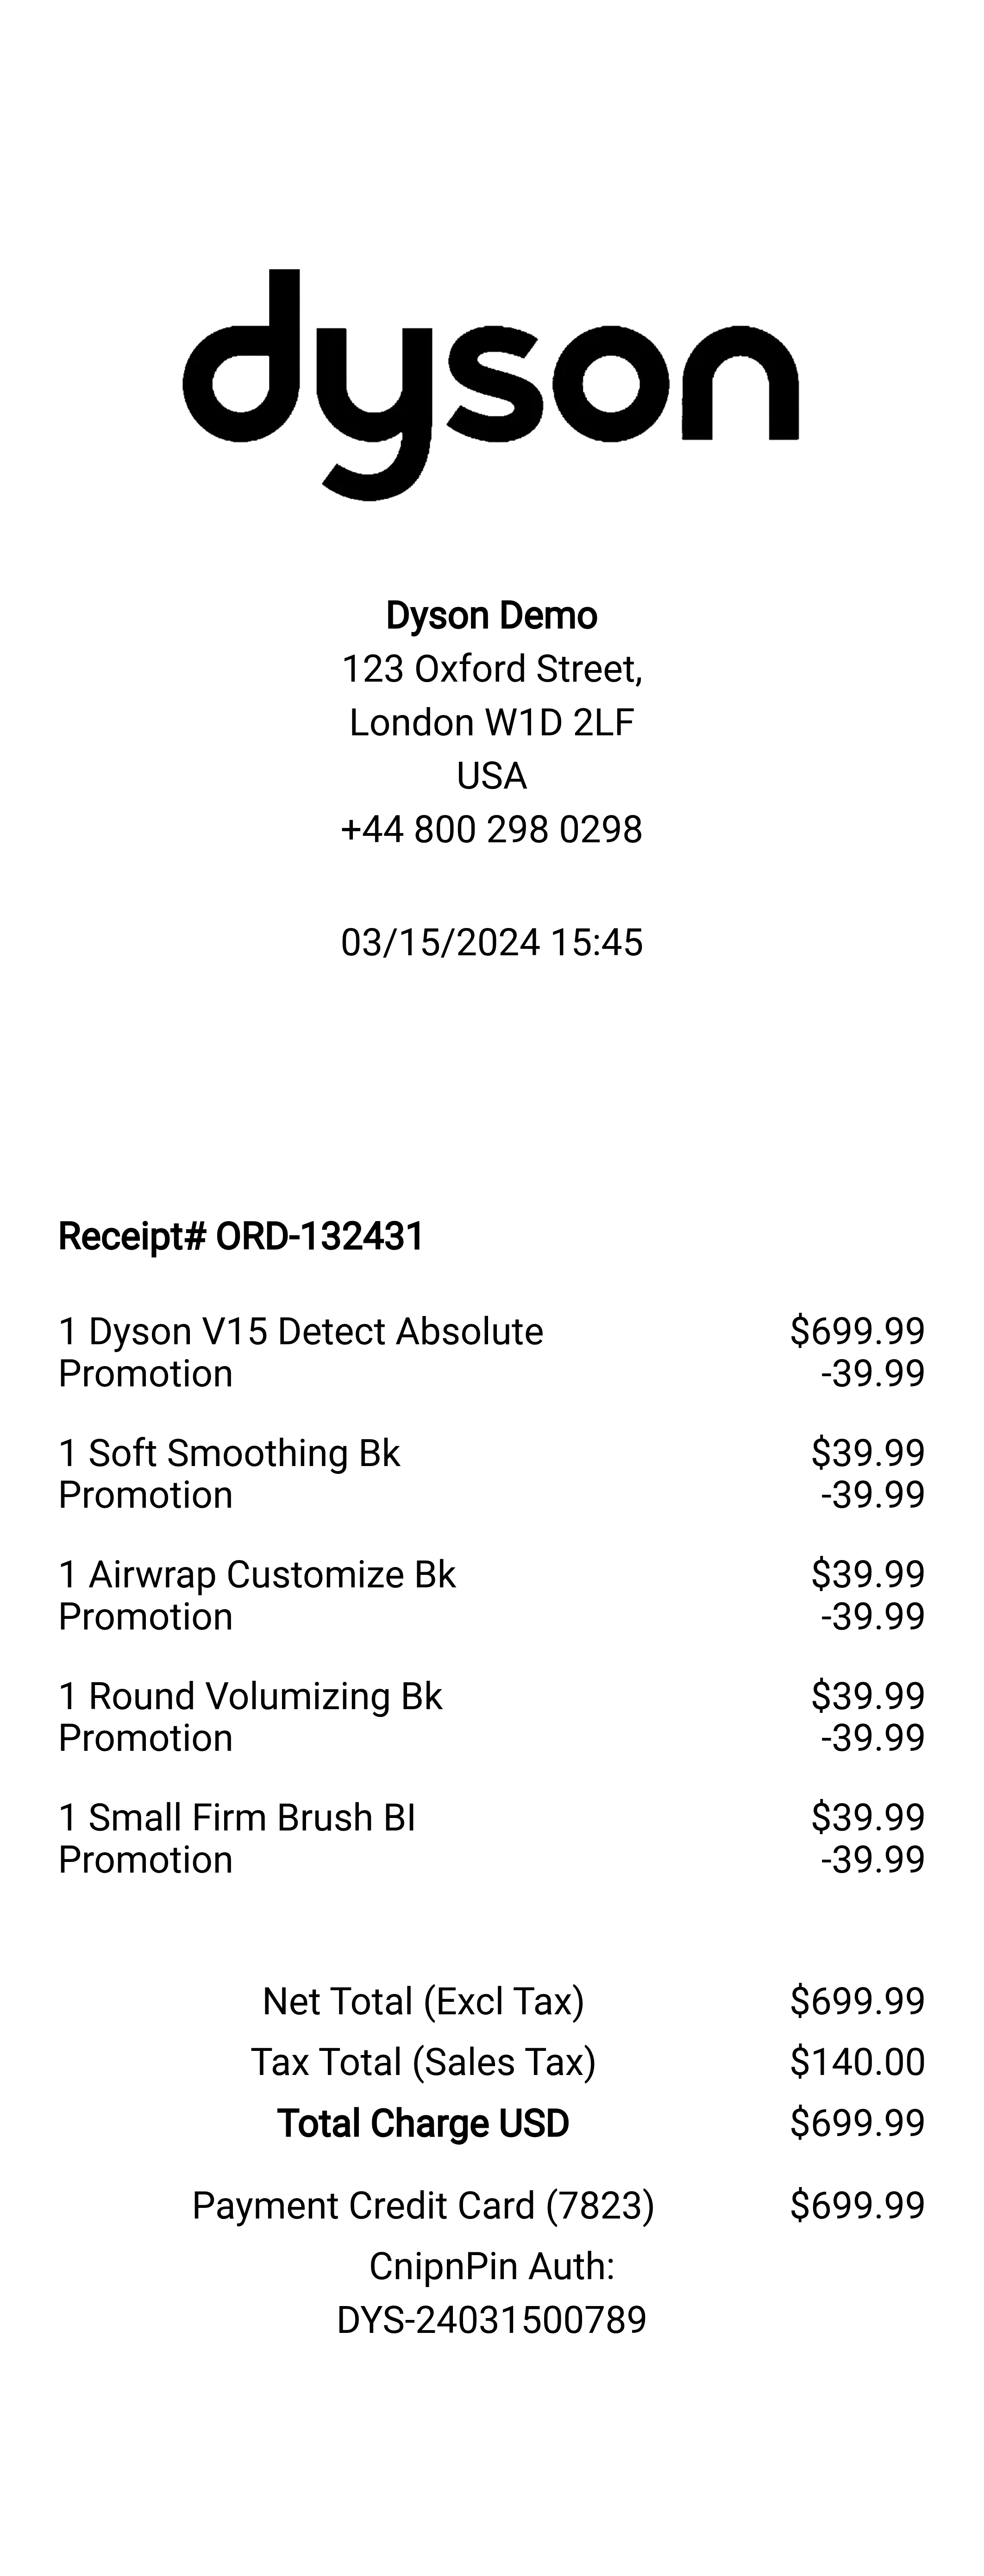 dyson
Dyson Demo
123 Oxford Street,
London W1D 2LF
USA
+44 800 298 0298
03/15/2024 15:45
Receipt# ORD-132431
1 Dyson V15 Detect Absolute $699.99
Promotion -39.99
1 Soft Smoothing Bk $39.99
Promotion -39.99
1 Airwrap Customize Bk $39.99
Promotion -39.99
1 Round Volumizing Bk $39.99
Promotion -39.99
1 Small Firm Brush BI $39.99
Promotion -39.99
Net Total (Excl Tax) $699.99
Tax Total (Sales Tax) $140.00
Total Charge USD $699.99
Payment Credit Card (7823) $699.99
CnipnPin Auth:
DYS-24031500789